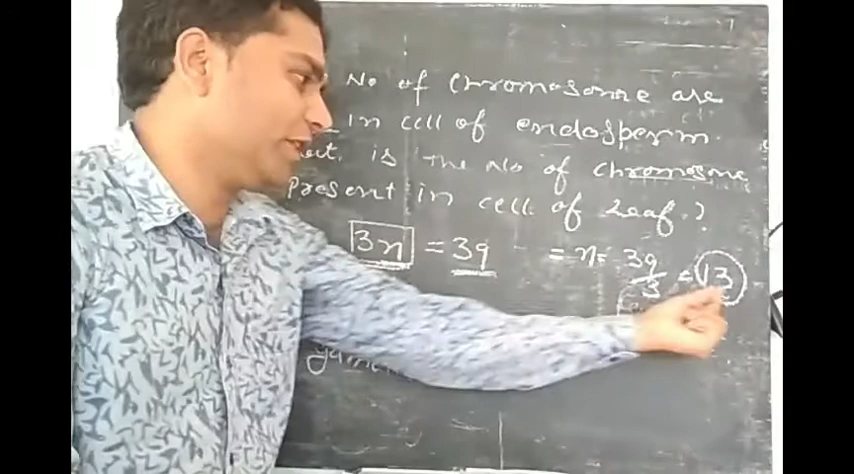 No of Chromosome are
in cell of endosperm.
is the No of Chromosome
Present in cell of Leaf?
3n = 39 = n = 39/3 = 13